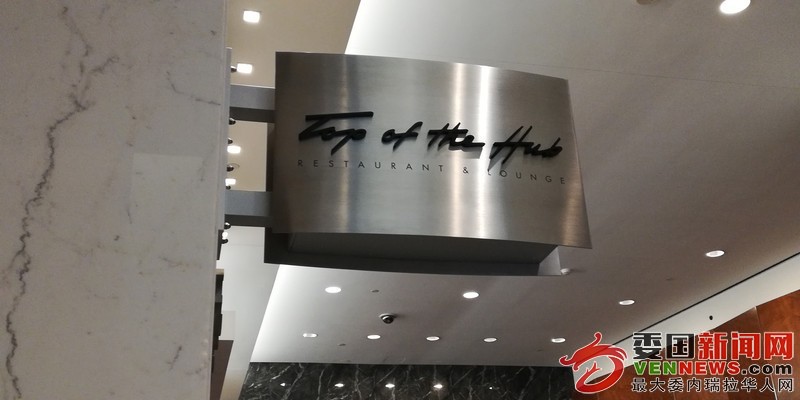 Top of the Hub
RESTAURANT & LOUNGE
委国新闻网
VENNEWS.com
最大委内瑞拉华人网